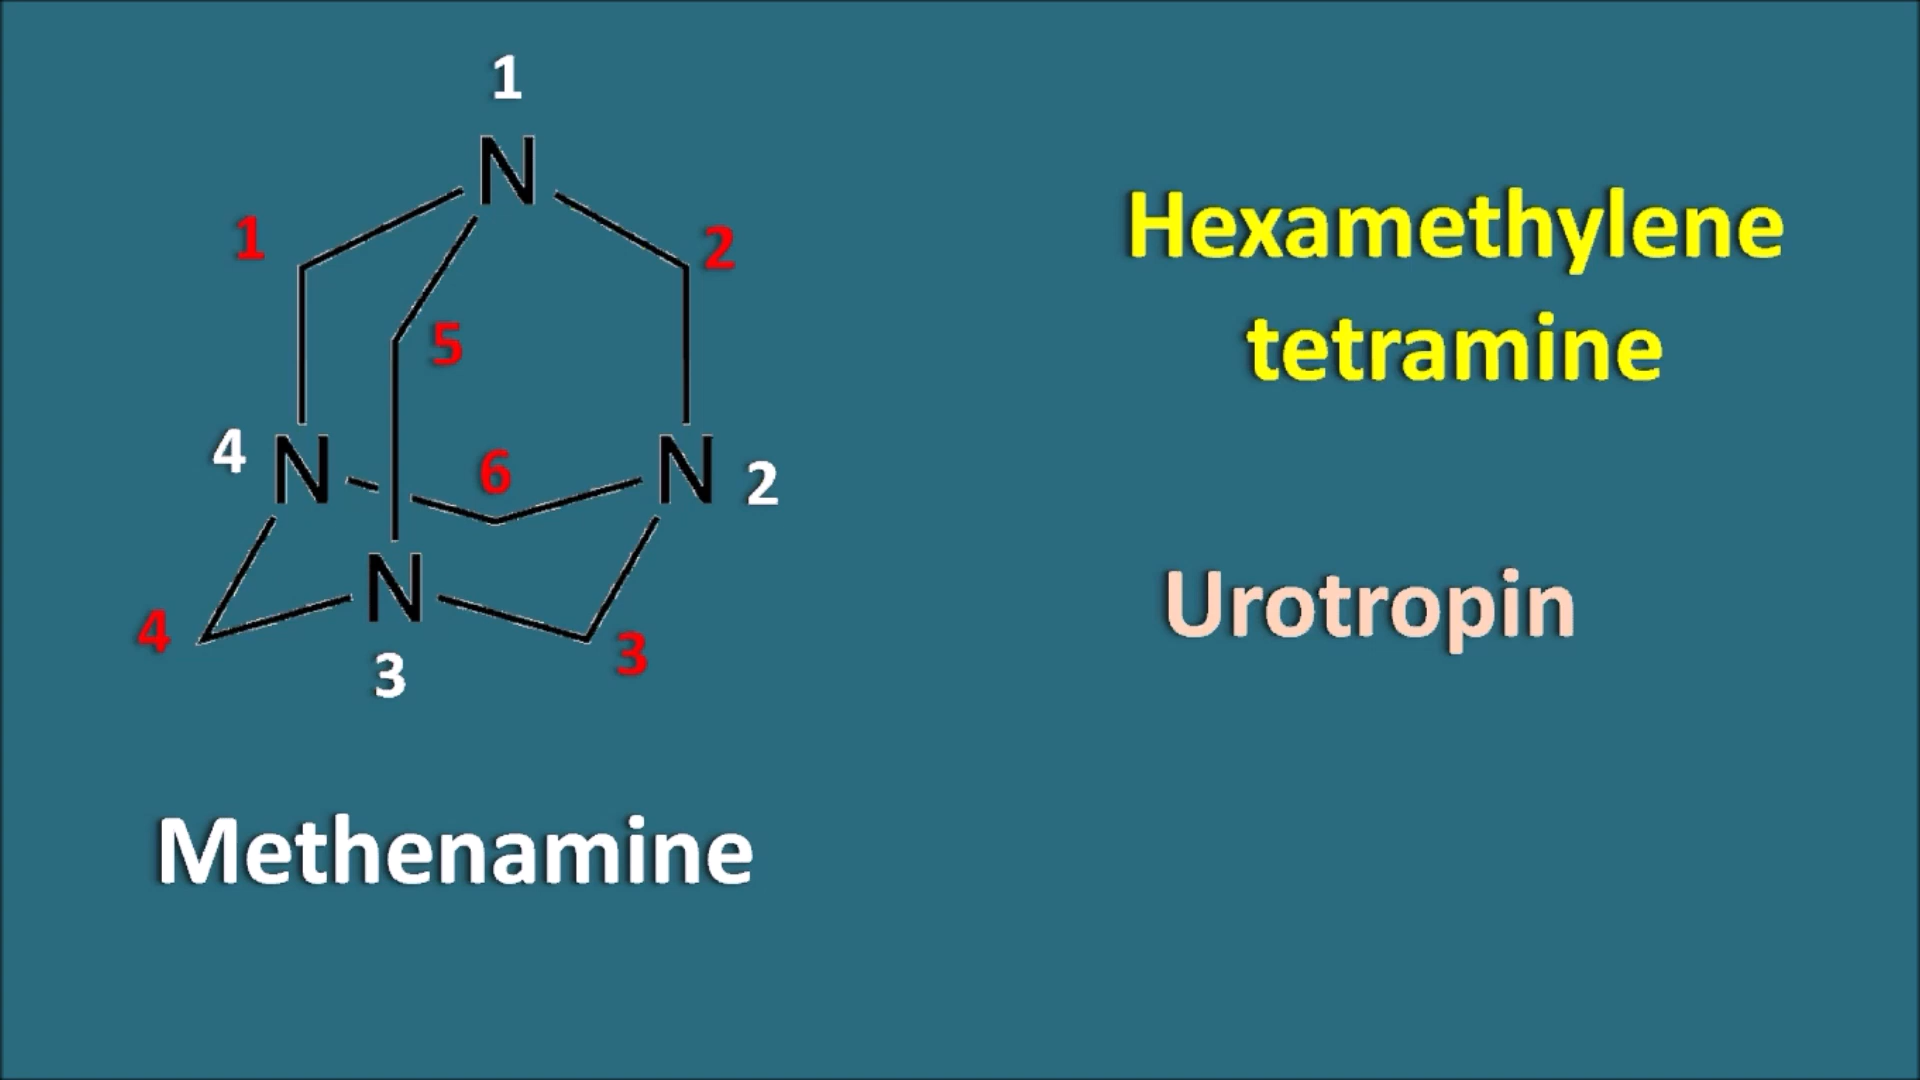 1
N
1
2
5
4
N
6
N
2
N
4
3
3
Hexamethylene
tetramine
Urotropin
Methenamine